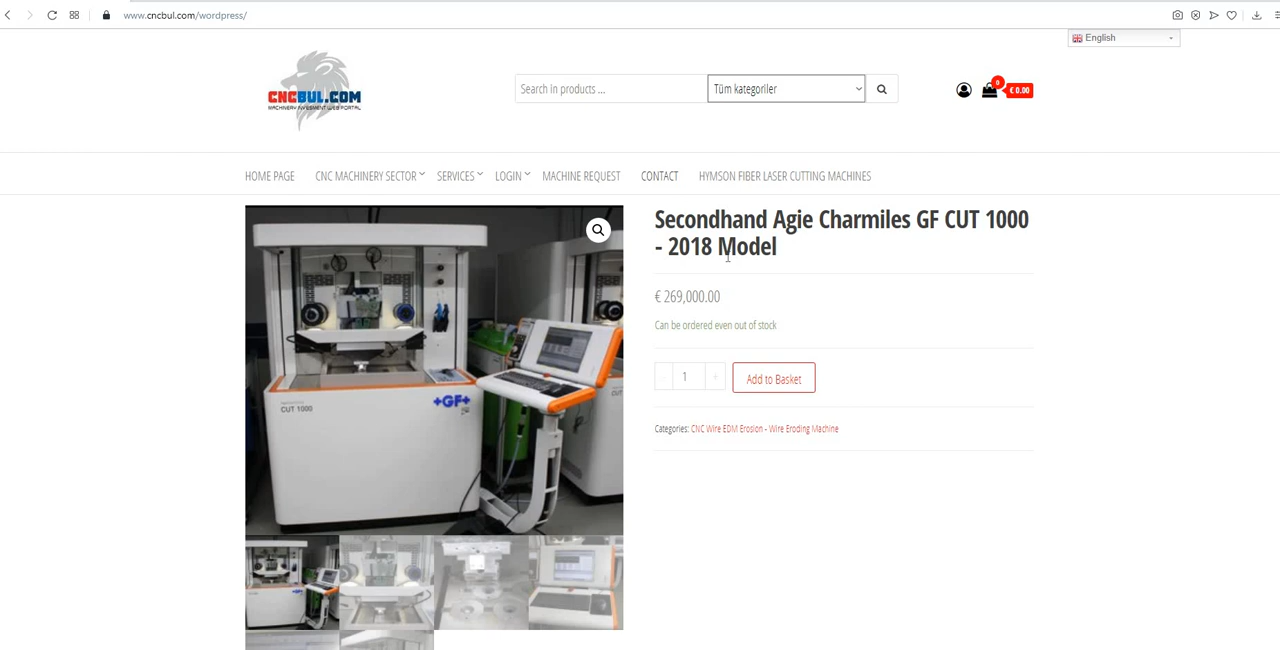 www.cncbul.com/wordpress/
English
CNCBUL.COM
MACHINERY INVESMENT WEB PORTAL
Search in products ...
Tüm kategoriler
0
€ 0.00
HOME PAGE
CNC MACHINERY SECTOR
SERVICES
LOGIN
MACHINE REQUEST
CONTACT
HYMSON FIBER LASER CUTTING MACHINES
Secondhand Agie Charmiles GF CUT 1000
- 2018 Model
€ 269,000.00
Can be ordered even out of stock
-
1
+
Add to Basket
Categories: CNC Wire EDM Erosion - Wire Eroding Machine
CUT 1000
+GF+